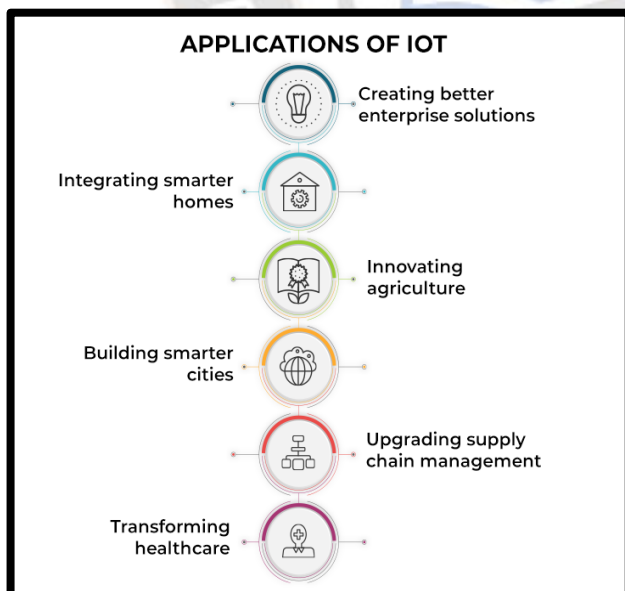 APPLICATIONS OF IOT
Creating better
enterprise solutions
Integrating smarter
homes
Innovating
agriculture
Building smarter
cities
Upgrading supply
chain management
Transforming
healthcare